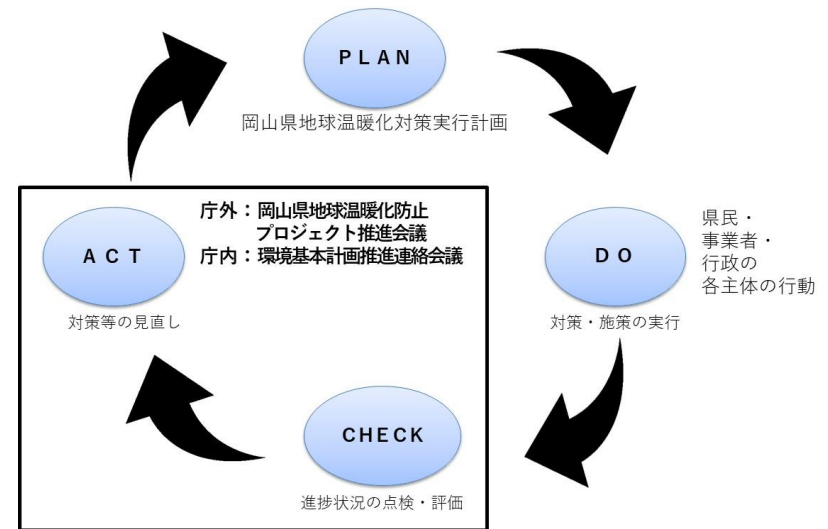 ＰＬＡＮ
岡山県地球温暖化対策実行計画
庁外：岡山県地球温暖化防止
プロジェクト推進会議
庁内：環境基本計画推進連絡会議
ＡＣＴ
対策等の見直し
ＤＯ
対策・施策の実行
県民・
事業者・
行政の
各主体の行動
ＣＨＥＣＫ
進捗状況の点検・評価